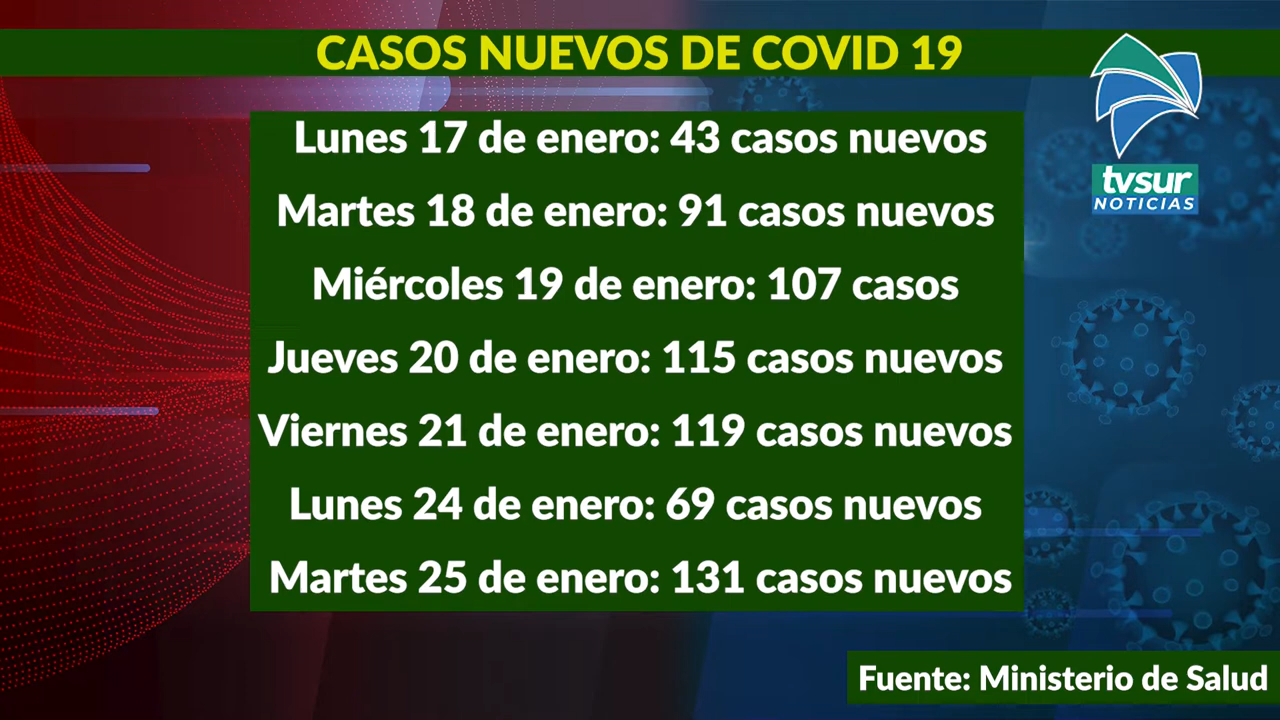 CASOS NUEVOS DE COVID 19
tvsur
NOTICIAS
Lunes 17 de enero: 43 casos nuevos
Martes 18 de enero: 91 casos nuevos
Miércoles 19 de enero: 107 casos
Jueves 20 de enero: 115 casos nuevos
Viernes 21 de enero: 119 casos nuevos
Lunes 24 de enero: 69 casos nuevos
Martes 25 de enero: 131 casos nuevos
Fuente: Ministerio de Salud